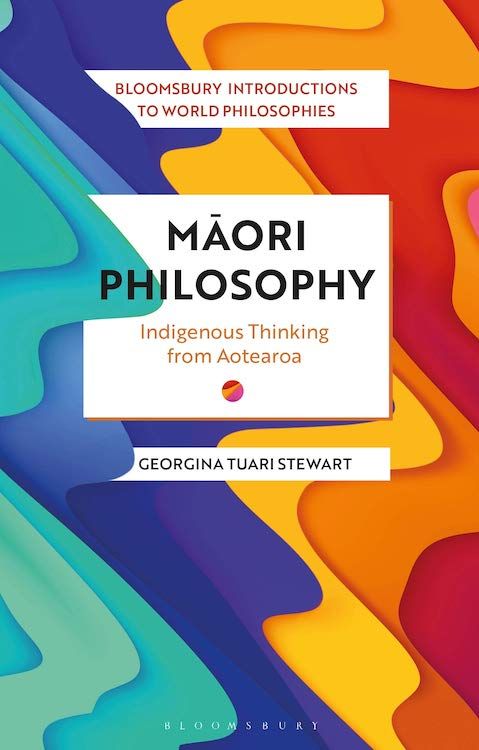 BLOOMSBURY INTRODUCTIONS
TO WORLD PHILOSOPHIES
MĀORI
PHILOSOPHY
Indigenous Thinking
from Aotearoa
GEORGINA TUARI STEWART
BLOOMSBURY